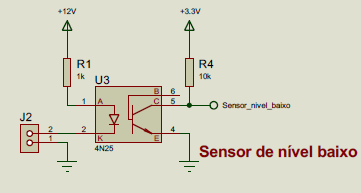 +12V
+3.3V
R1
1k
R4
10k
U3
B
6
1
A
C
5
Sensor_nivel_baixo
J2
2
1
2
K
E
4
4N25
Sensor de nível baixo